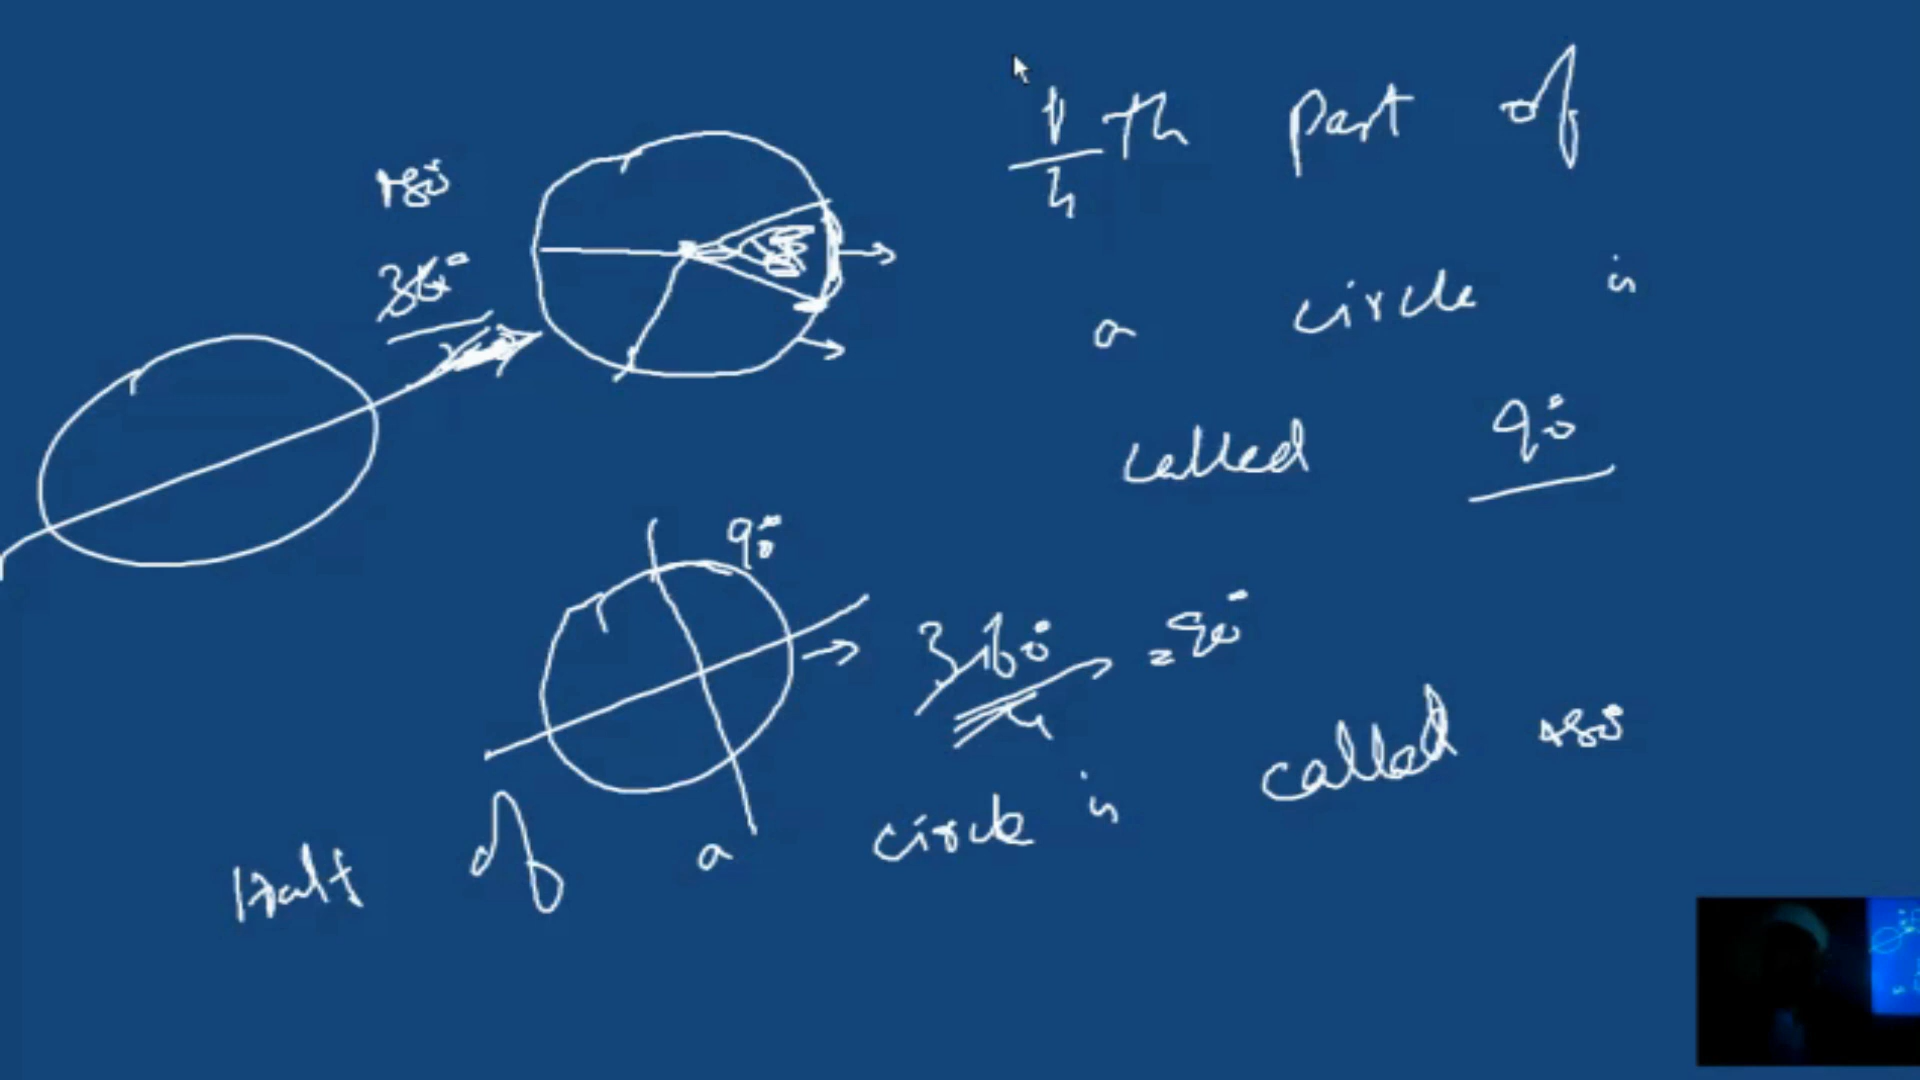 1/4 th part of
a circle is
called 90°
180°
360°
90°
360° = 90°
Half of a circle is called 180°